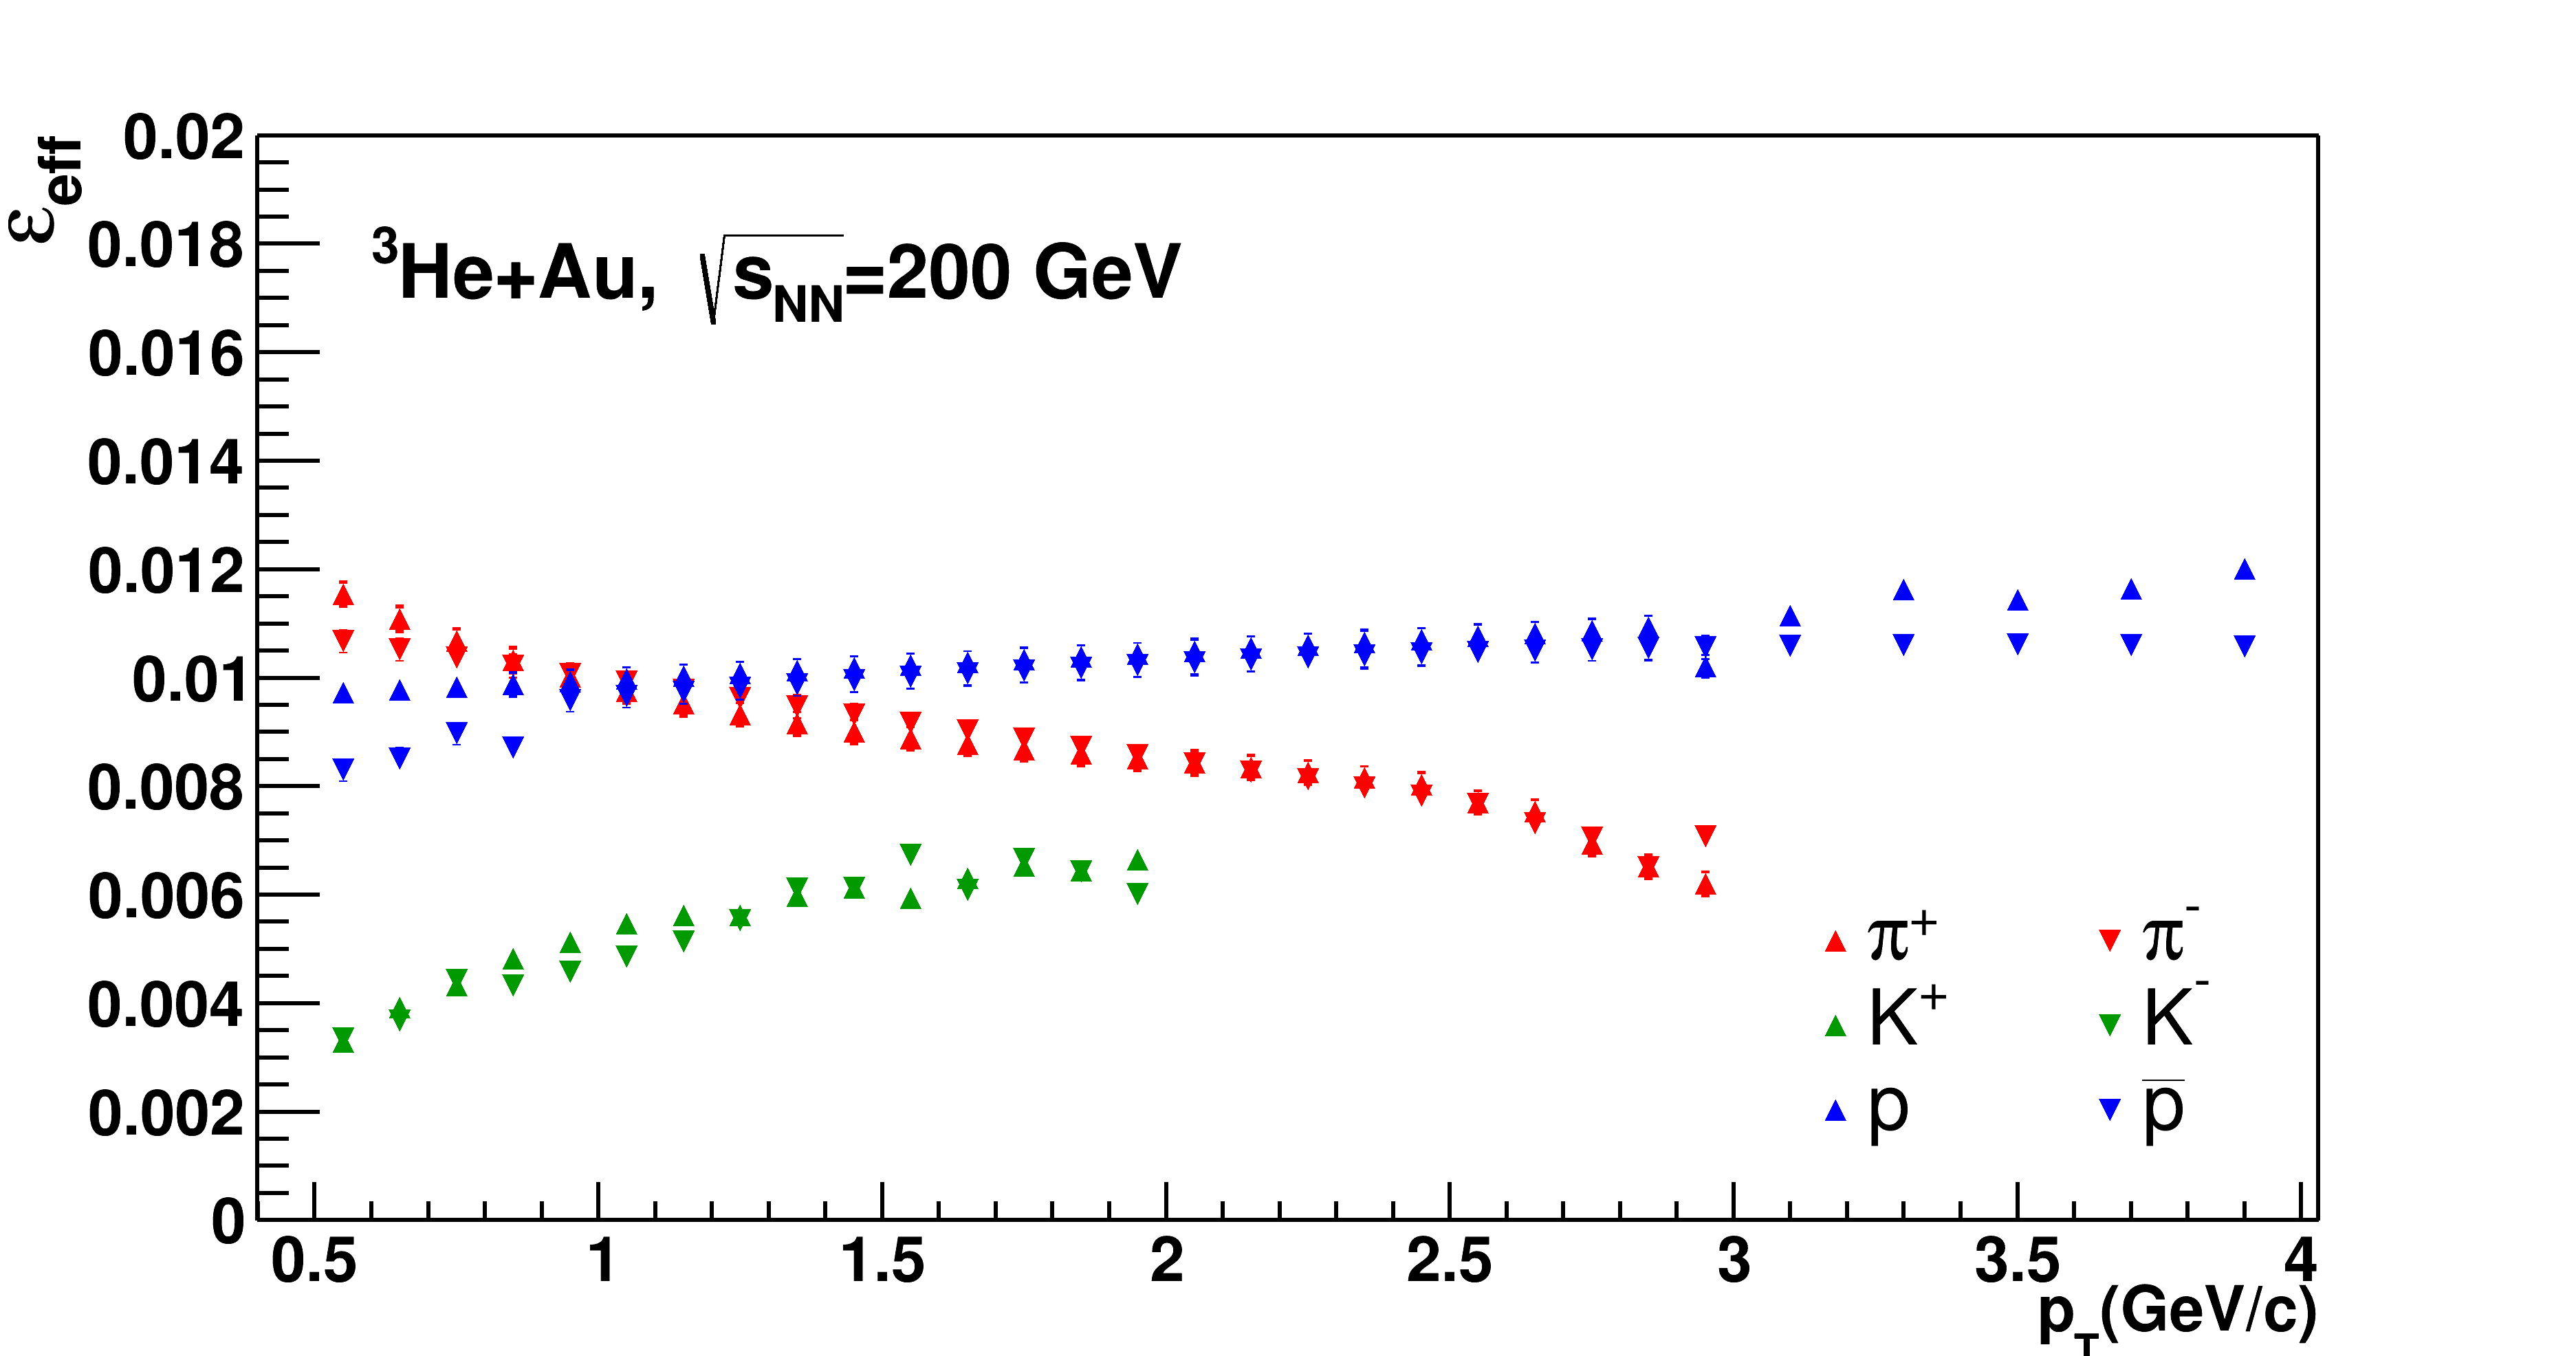 ε_eff
0.02
0.018
0.016
0.014
0.012
0.01
0.008
0.006
0.004
0.002
0
³He+Au, √s_NN=200 GeV
π⁺ π⁻
K⁺ K⁻
p p̅
0.5 1 1.5 2 2.5 3 3.5 4
p_T(GeV/c)